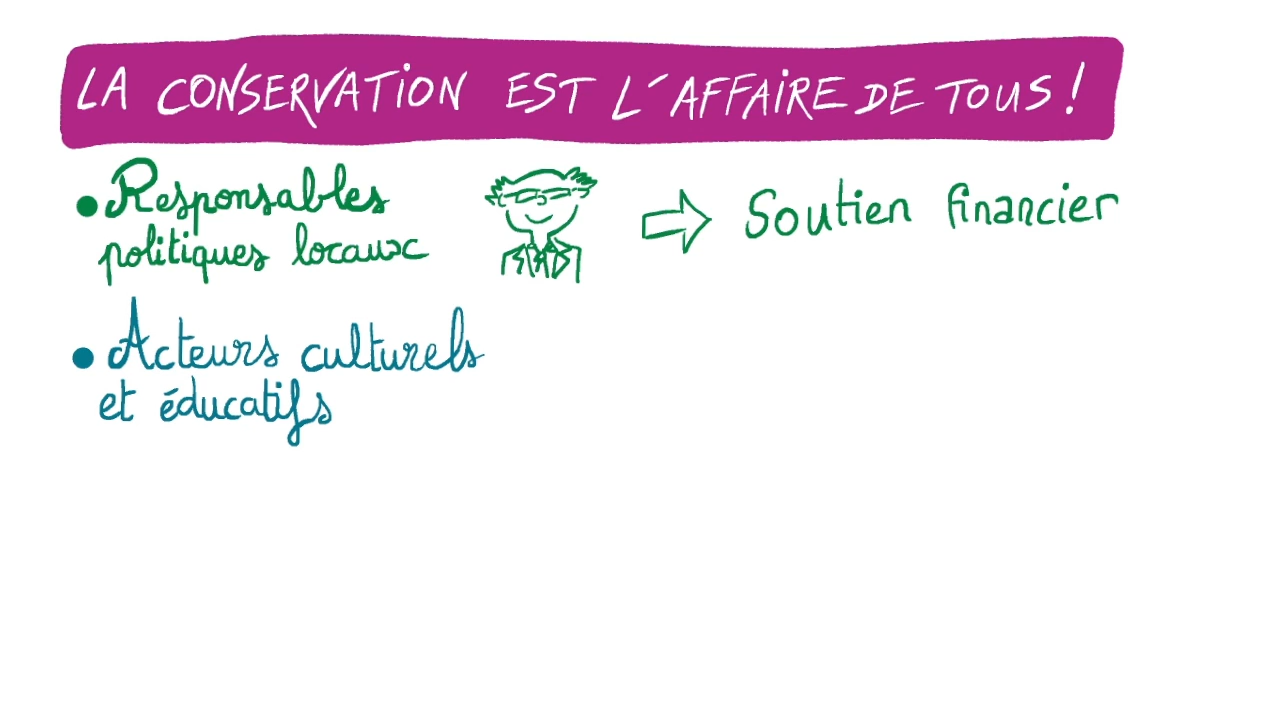 LA CONSERVATION EST L'AFFAIRE DE TOUS !
• Responsables
politiques locaux
Soutien financier
• Acteurs culturels
et éducatifs